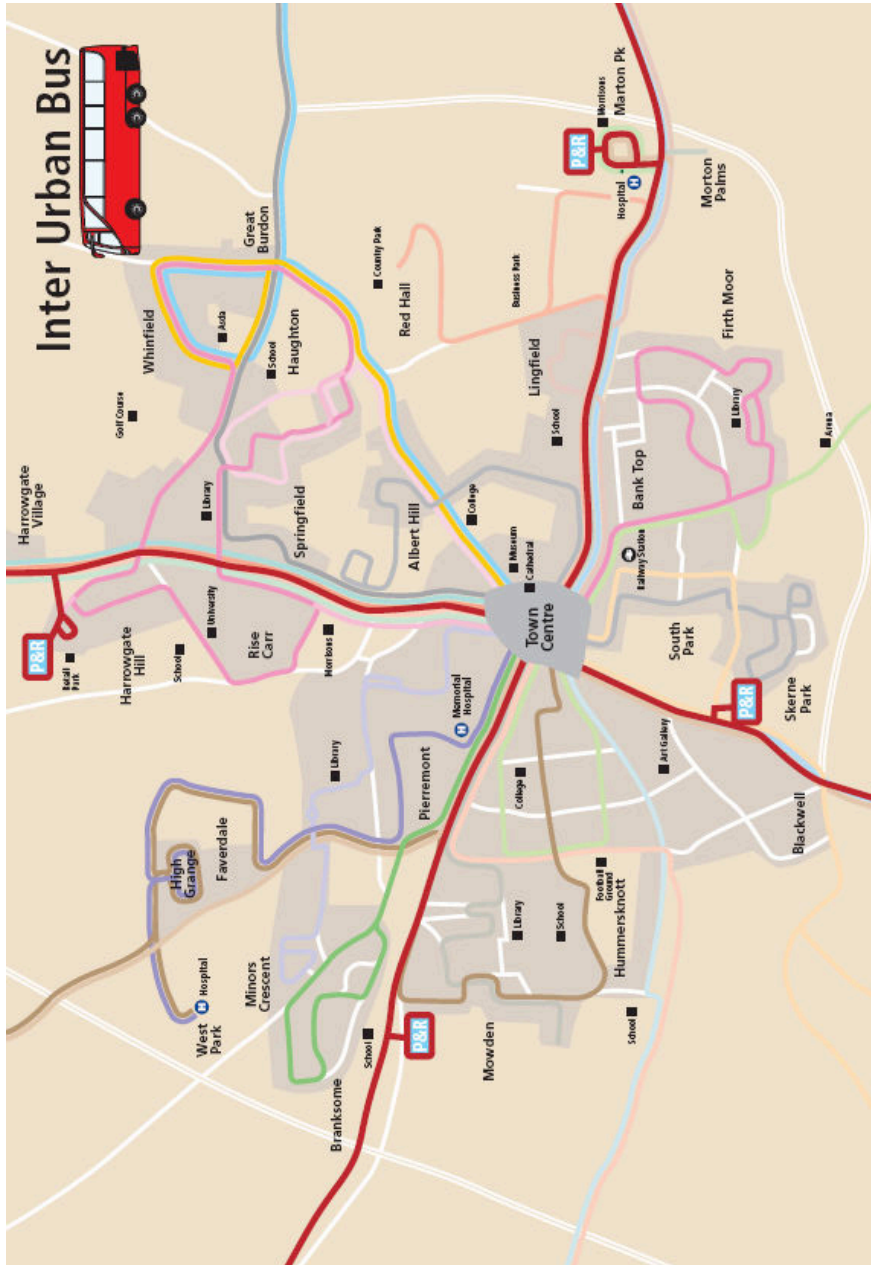 Inter Urban Bus
Branksome
School
P&R
Mowden
West
Park
H
Hospital
Minors
Crescent
High
Grange
Faverdale
Library
School
School
Hummersknott
Football
Ground
Pierremont
Library
H
Memorial
Hospital
College
Art Gallery
Blackwell
P&R
Retail
Park
Harrowgate
Hill
School
University
Rise
Carr
Morrisons
Town
Centre
South
Park
P&R
Skerne
Park
Harrowgate
Village
Library
Springfield
Albert Hill
College
Museum
Cathedral
Railway Station
Bank Top
Golf Course
Whinfield
Asda
School
Haughton
Great
Burdon
Country Park
Red Hall
Business Park
Lingfield
School
Firth Moor
Library
Arena
P&R
Morrisons
Marton Pk
Hospital
H
Morton
Palms